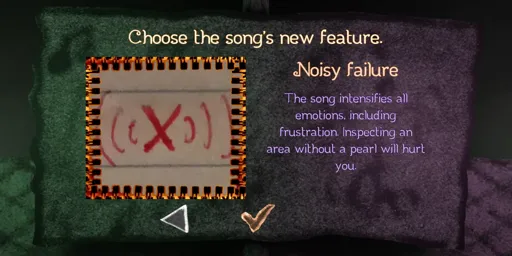 Choose the song's new feature.
Noisy failure
The song intensifies all
emotions, including
frustration. Inspecting an
area without a pearl will hurt
you.